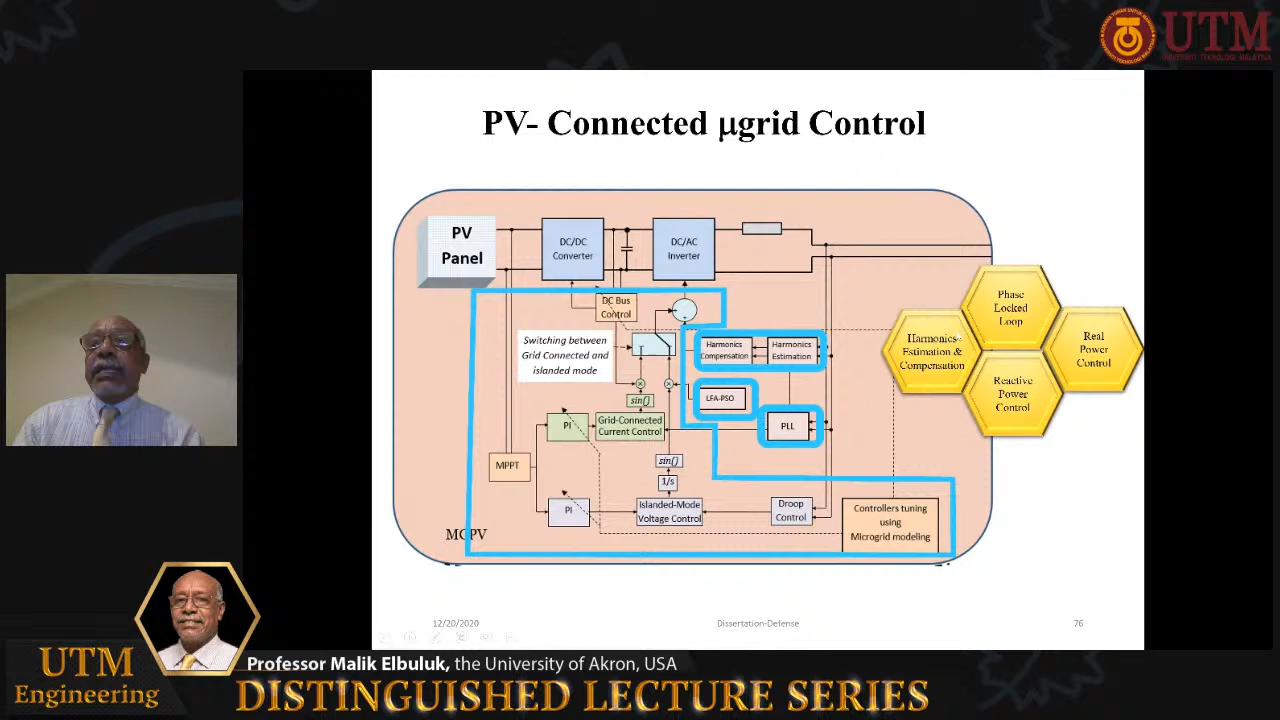 UTM
UNIVERSITI TEKNOLOGI MALAYSIA
PV- Connected μgrid Control
PV
Panel
DC/DC
Converter
DC/AC
Inverter
DC Bus
Control
Switching between
Grid Connected and
islanded mode
Harmonics
Compensation
Harmonics
Estimation
LFA-PSO
PLL
sin()
PI
Grid-Connected
Current Control
MPPT
sin()
1/s
PI
Islanded-Mode
Voltage Control
Droop
Control
Controllers tuning
using
Microgrid modeling
MGPV
Phase
Locked
Loop
Harmonics
Estimation &
Compensation
Real
Power
Control
Reactive
Power
Control
12/20/2020
Dissertation-Defense
76
UTM
Engineering
Professor Malik Elbuluk, the University of Akron, USA
DISTINGUISHED LECTURE SERIES